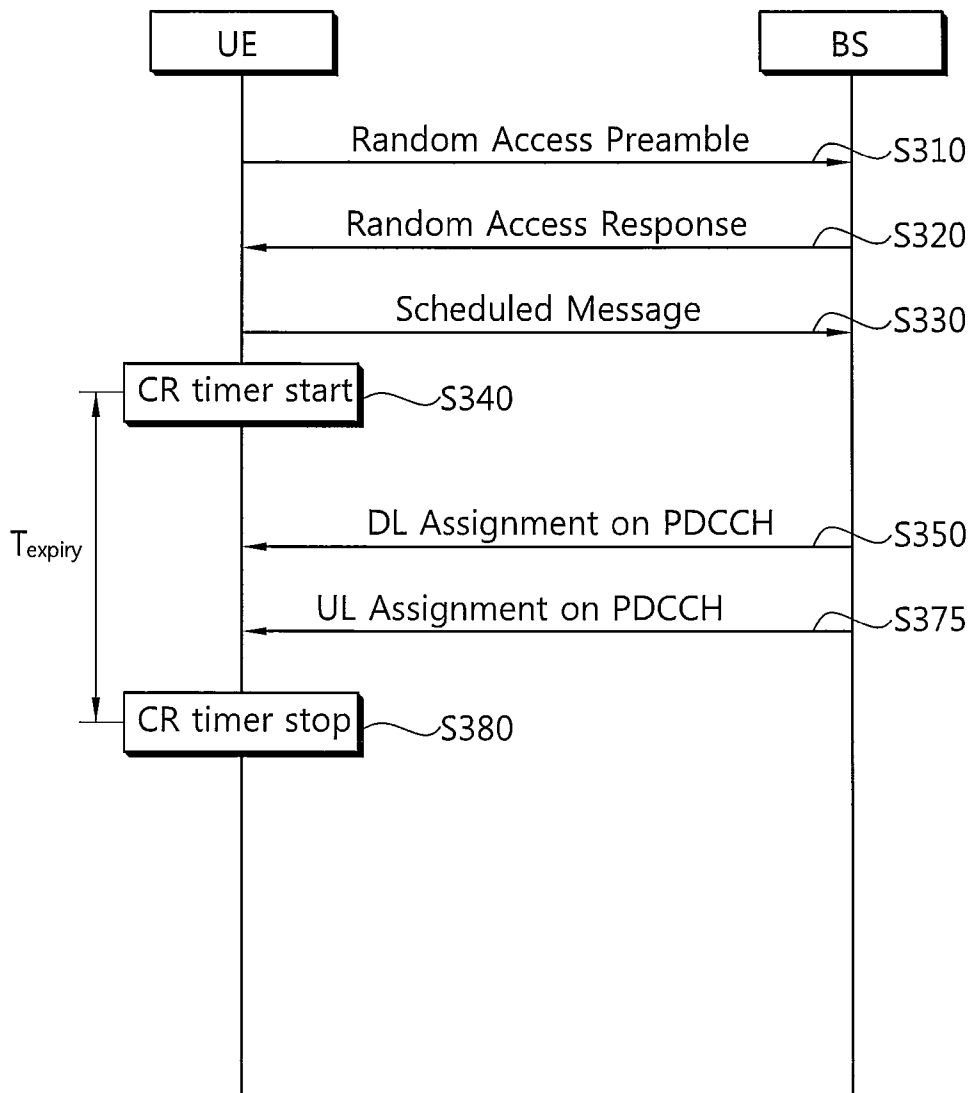 UE
BS
Random Access Preamble
S310
Random Access Response
S320
Scheduled Message
S330
CR timer start
S340
DL Assignment on PDCCH
S350
Texpiry
UL Assignment on PDCCH
S375
CR timer stop
S380